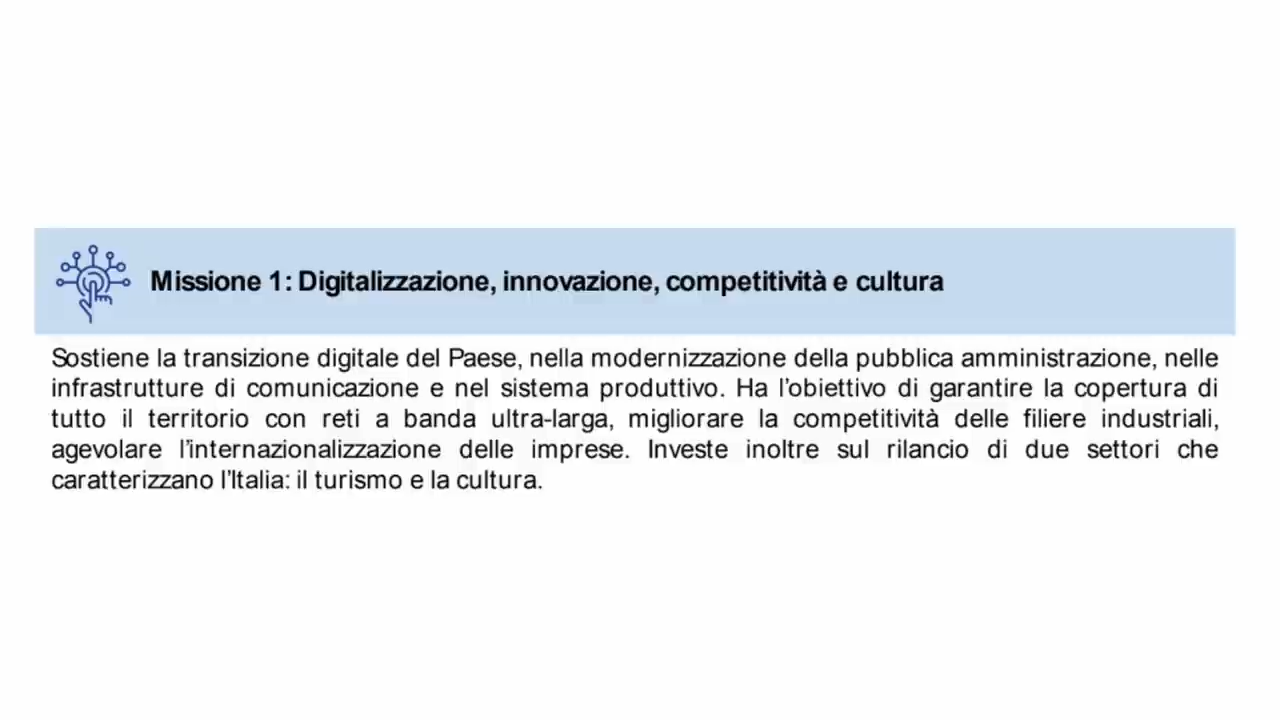 Missione 1: Digitalizzazione, innovazione, competitività e cultura
Sostiene la transizione digitale del Paese, nella modernizzazione della pubblica amministrazione, nelle
infrastrutture di comunicazione e nel sistema produttivo. Ha l’obiettivo di garantire la copertura di
tutto il territorio con reti a banda ultra-larga, migliorare la competitività delle filiere industriali,
agevolare l’internazionalizzazione delle imprese. Investe inoltre sul rilancio di due settori che
caratterizzano l’Italia: il turismo e la cultura.